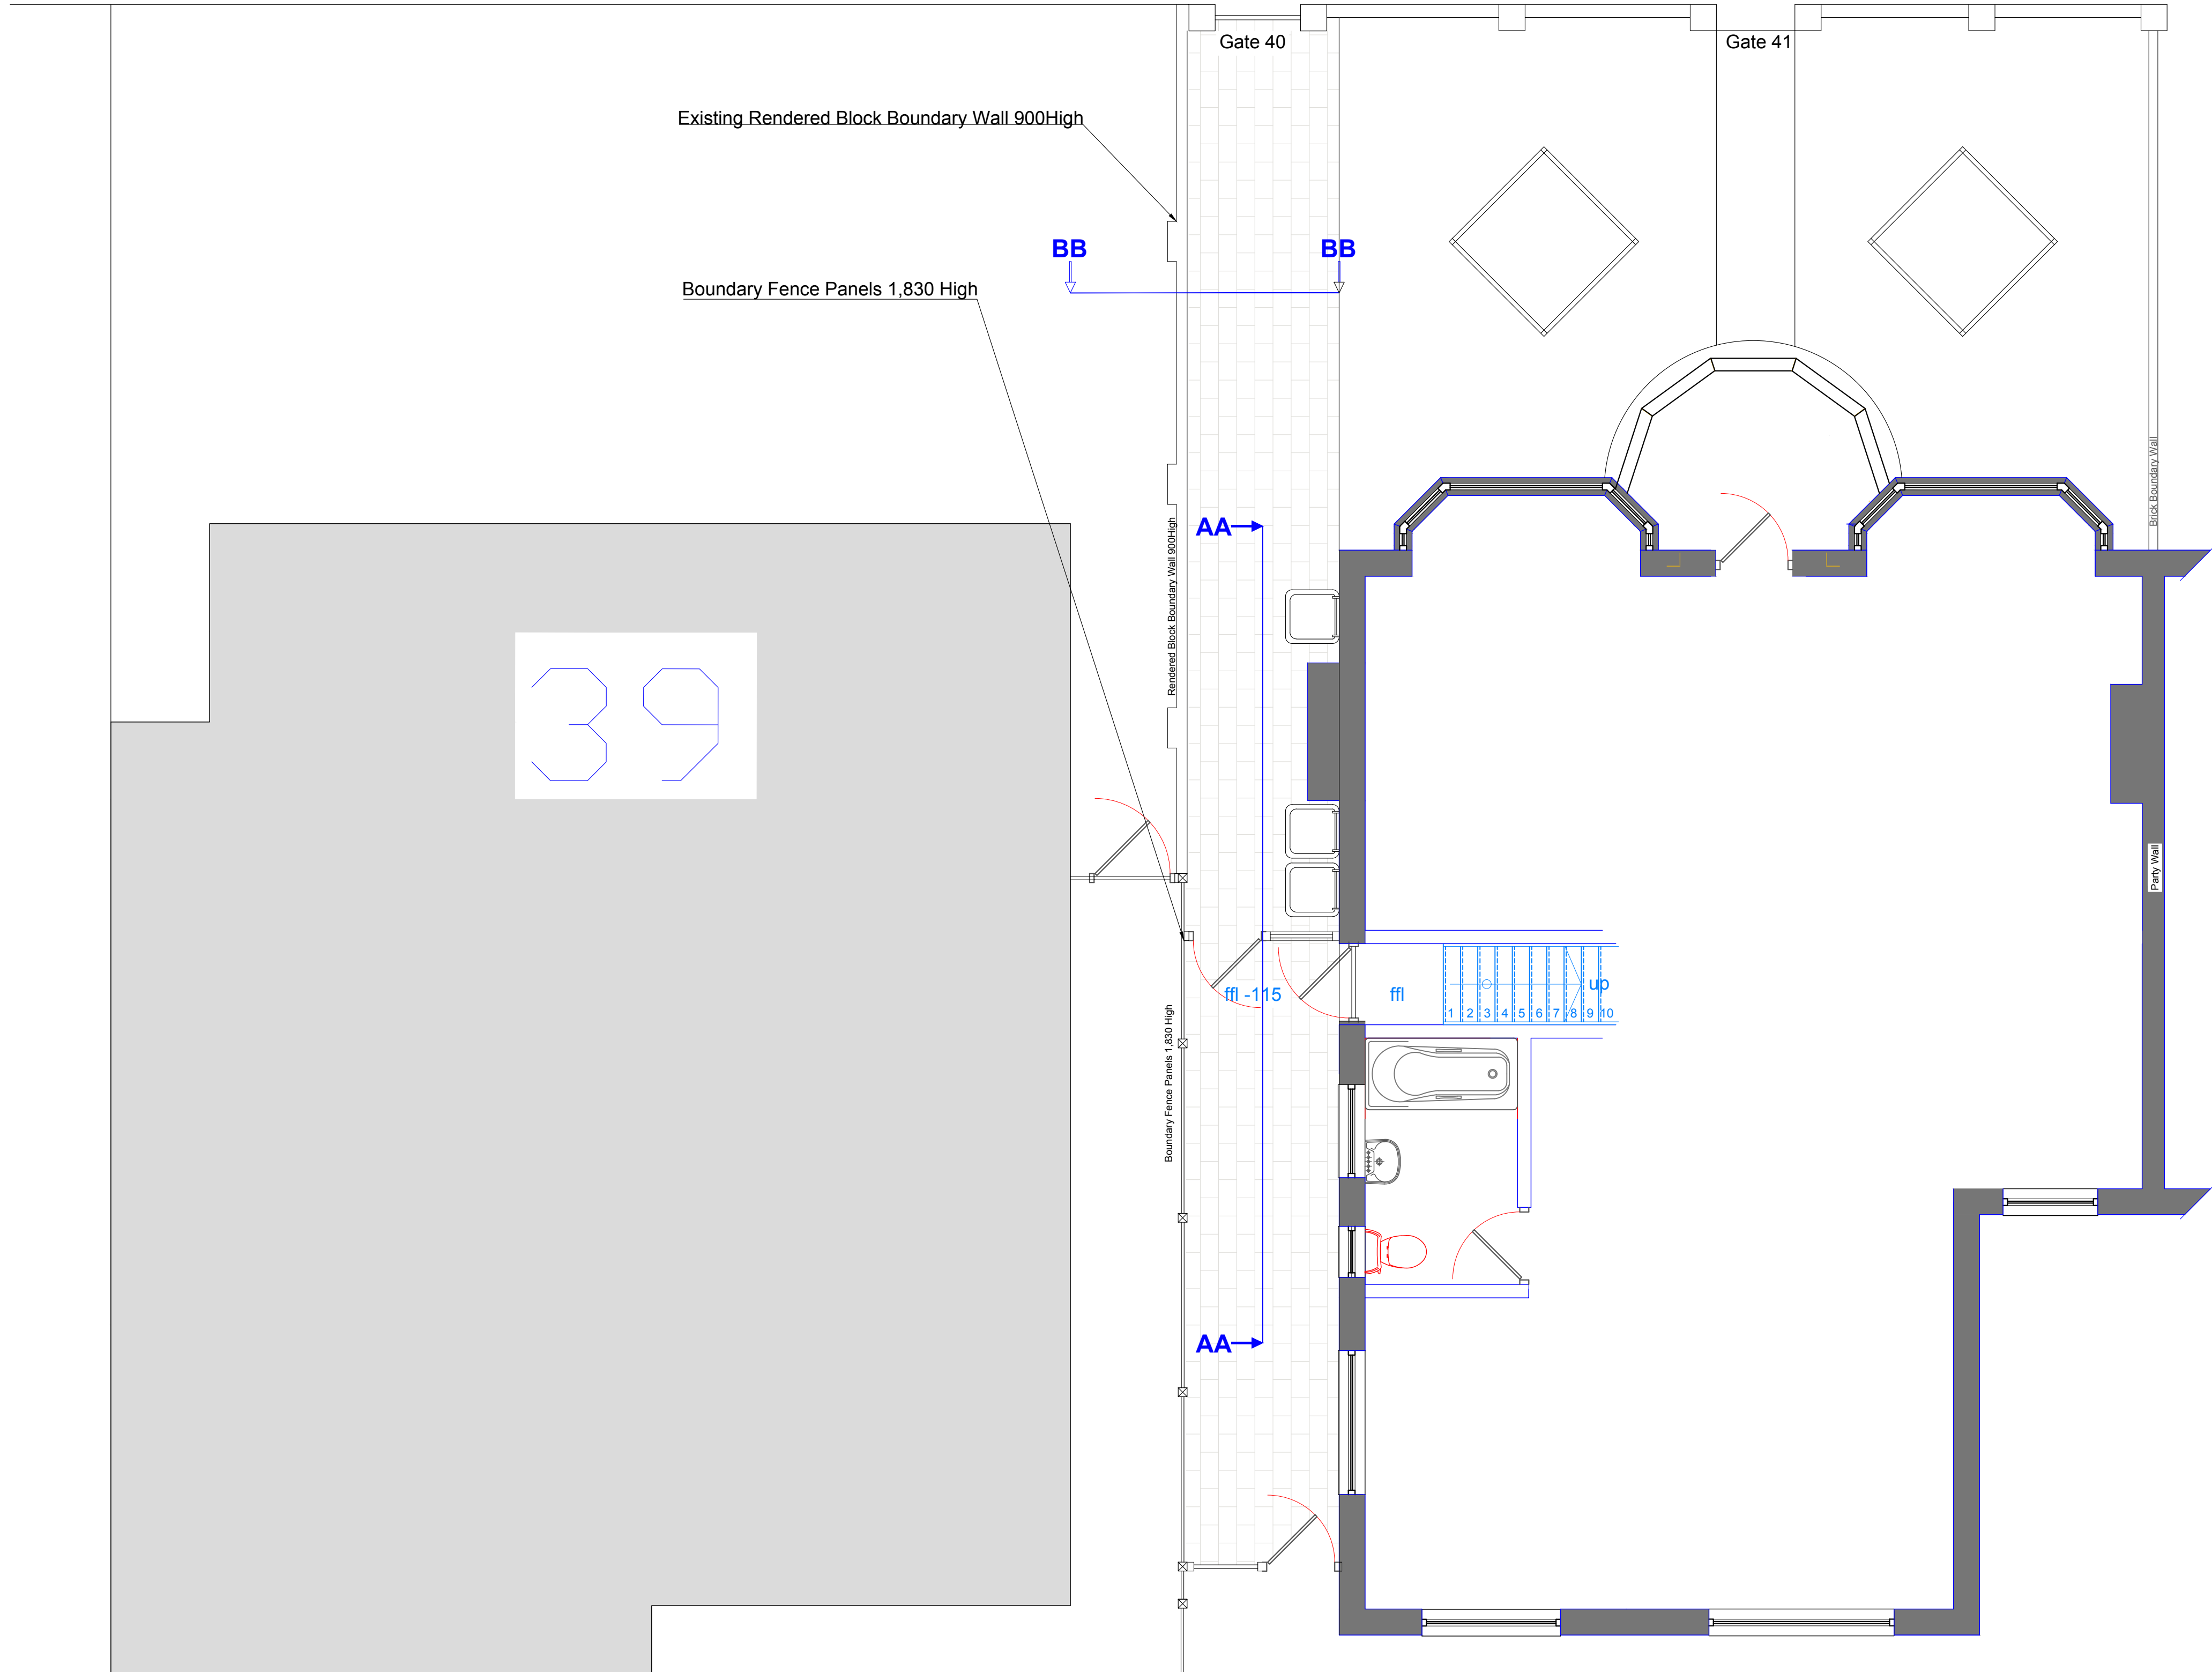 Gate 40
Gate 41
Existing Rendered Block Boundary Wall 900High
BB
BB
Boundary Fence Panels 1,830 High
Brick Boundary Wall
AA
Rendered Block Boundary Wall 900High
39
Party Wall
ffl -115
ffl
up
1 2 3 4 5 6 7 8 9 10
Boundary Fence Panels 1,830 High
AA